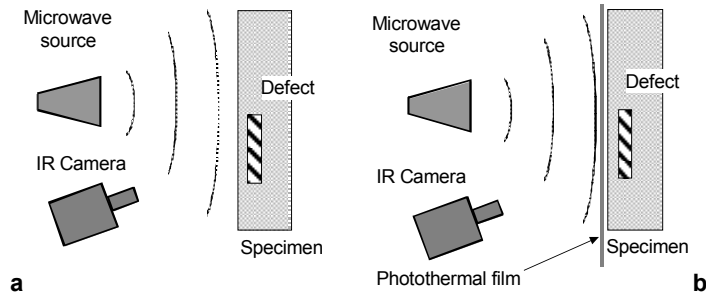 Microwave
source
Defect
IR Camera
Specimen
a
Microwave
source
Defect
IR Camera
Specimen
Photothermal film
b